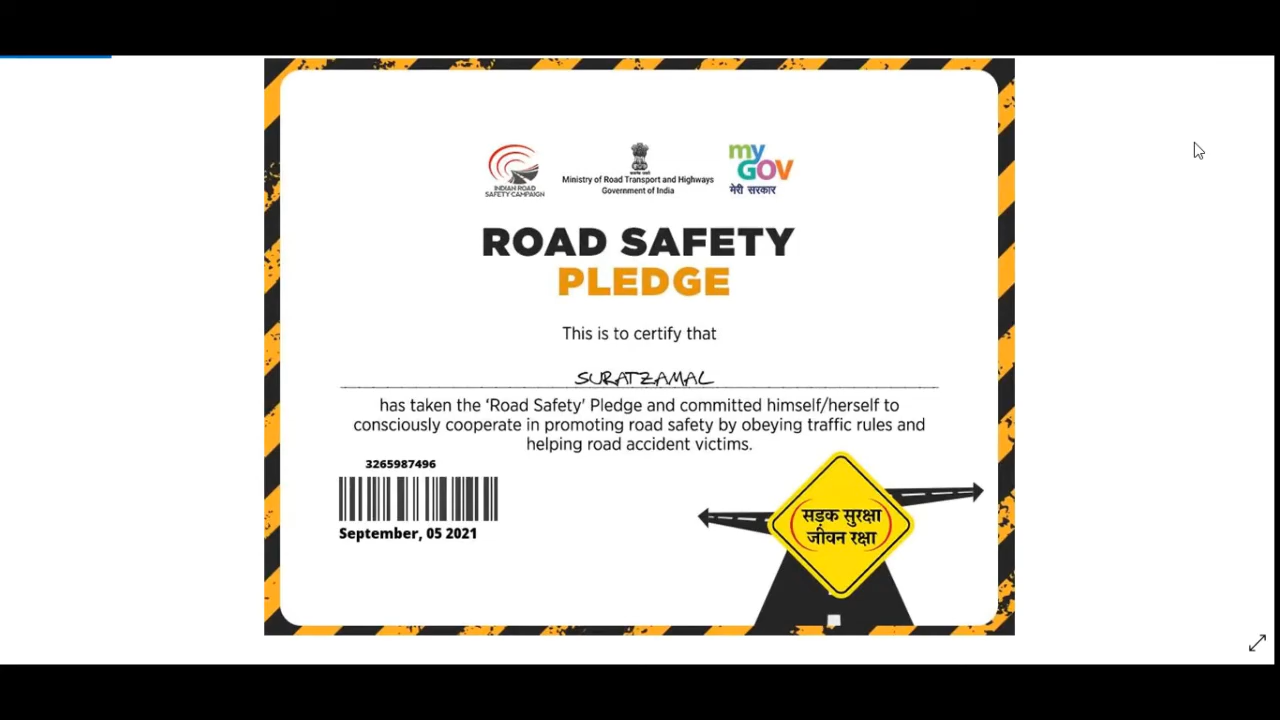 INDIAN ROAD
SAFETY CAMPAIGN
सत्यमेव जयते
Ministry of Road Transport and Highways
Government of India
my
GOV
मेरी सरकार
ROAD SAFETY
PLEDGE
This is to certify that
SURATZAMAL
has taken the ‘Road Safety’ Pledge and committed himself/herself to
consciously cooperate in promoting road safety by obeying traffic rules and
helping road accident victims.
3265987496
September, 05 2021
सड़क सुरक्षा
जीवन रक्षा